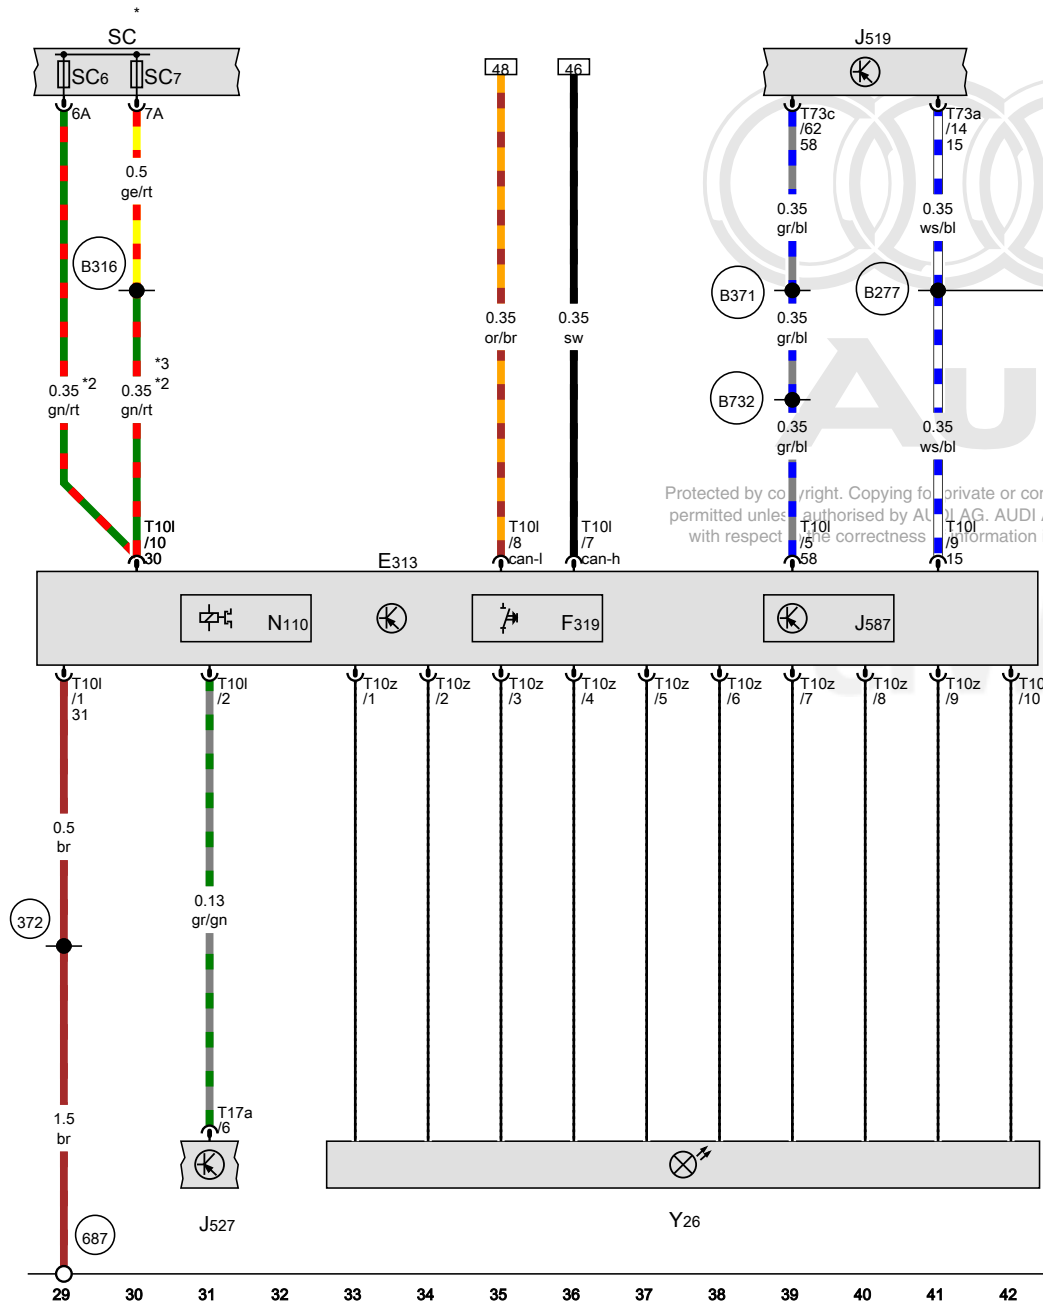 *
SC
J519
SC6
SC7
48
46
6A
7A
T73c
/62
58
T73a
/14
15
0.5
ge/rt
0.35
gr/bl
0.35
ws/bl
B316
B371
B277
0.35
or/br
0.35
sw
0.35
gr/bl
*3
0.35 *2
gn/rt
0.35 *2
gn/rt
B732
0.35
gr/bl
0.35
ws/bl
Au
Protected by copyright. Copying for private or com
permitted unless authorised by AUDI AG. AUDI A
with respect the correctness information
T10l
/10
30
T10l
/8
can-l
T10l
/7
can-h
T10l
/5
58
T10l
/9
15
E313
N110
F319
J587
T10l
/1
31
T10l
/2
T10z
/1
T10z
/2
T10z
/3
T10z
/4
T10z
/5
T10z
/6
T10z
/7
T10z
/8
T10z
/9
T10
/10
0.5
br
0.13
gr/gn
372
1.5
br
T17a
/6
J527
Y26
687
29 30 31 32 33 34 35 36 37 38 39 40 41 42